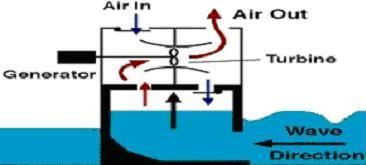 Air In
Air Out
Turbine
Generator
Wave
Direction